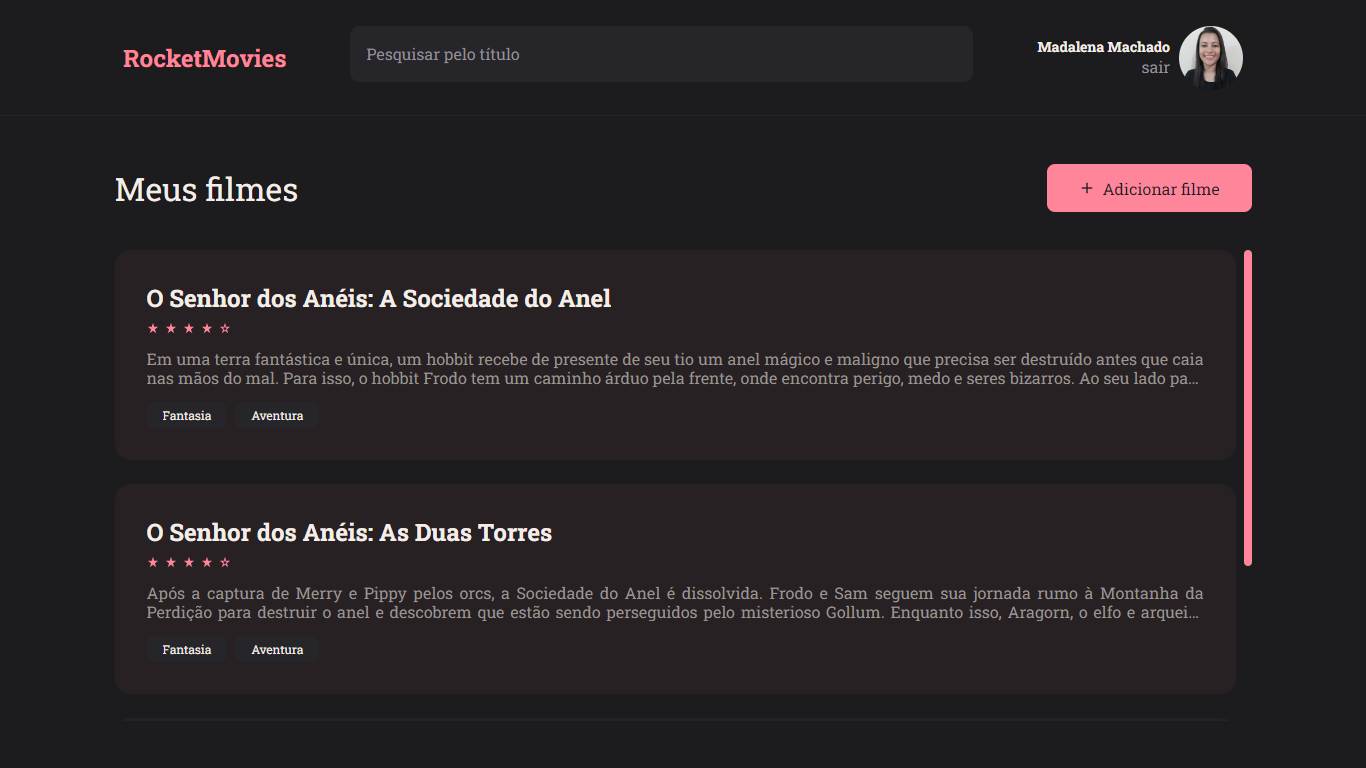 RocketMovies
Pesquisar pelo título
Madalena Machado
sair
Meus filmes
+ Adicionar filme
O Senhor dos Anéis: A Sociedade do Anel
★ ★ ★ ★ ☆
Em uma terra fantástica e única, um hobbit recebe de presente de seu tio um anel mágico e maligno que precisa ser destruído antes que caia
nas mãos do mal. Para isso, o hobbit Frodo tem um caminho árduo pela frente, onde encontra perigo, medo e seres bizarros. Ao seu lado pa...
Fantasia Aventura
O Senhor dos Anéis: As Duas Torres
★ ★ ★ ★ ☆
Após a captura de Merry e Pippy pelos orcs, a Sociedade do Anel é dissolvida. Frodo e Sam seguem sua jornada rumo à Montanha da
Perdição para destruir o anel e descobrem que estão sendo perseguidos pelo misterioso Gollum. Enquanto isso, Aragorn, o elfo e arquei...
Fantasia Aventura